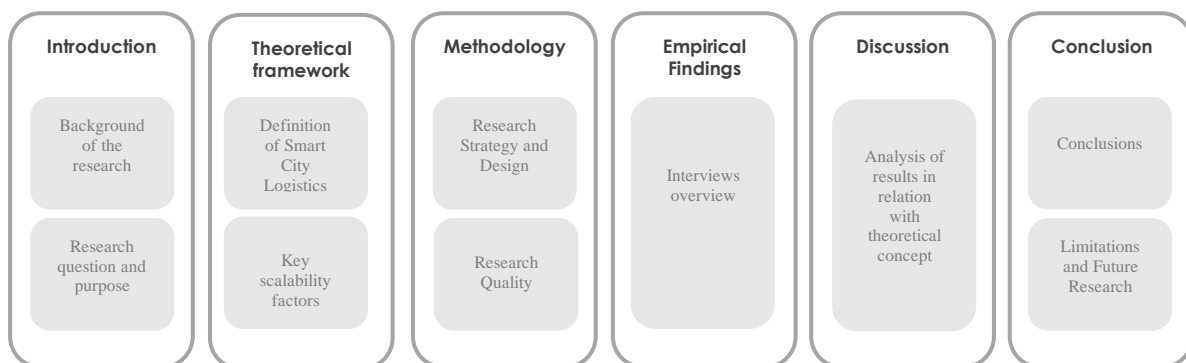 Introduction
Background
of the
research
Research
question and
purpose
Theoretical
framework
Definition
of Smart
City
Logistics
Key
scalability
factors
Methodology
Research
Strategy and
Design
Research
Quality
Empirical
Findings
Interviews
overview
Discussion
Analysis of
results in
relation
with
theoretical
concept
Conclusion
Conclusions
Limitations
and Future
Research